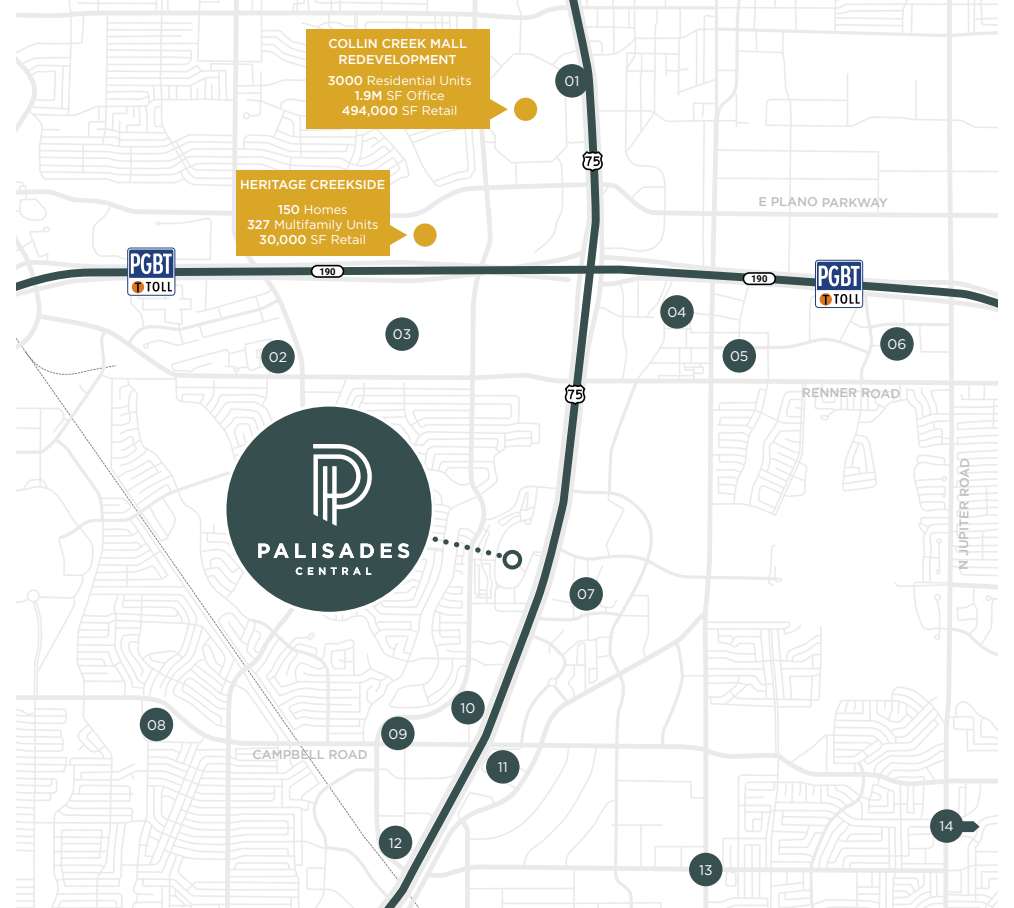 COLLIN CREEK MALL
REDEVELOPMENT
3000 Residential Units
1.9M SF Office
494,000 SF Retail
01
75
HERITAGE CREEKSIDE
150 Homes
327 Multifamily Units
30,000 SF Retail
E PLANO PARKWAY
PGBT
T TOLL
190
190
PGBT
T TOLL
02
03
04
05
06
75
RENNER ROAD
N JUPITER ROAD
PALISADES
CENTRAL
07
08
09
10
11
CAMPBELL ROAD
12
13
14